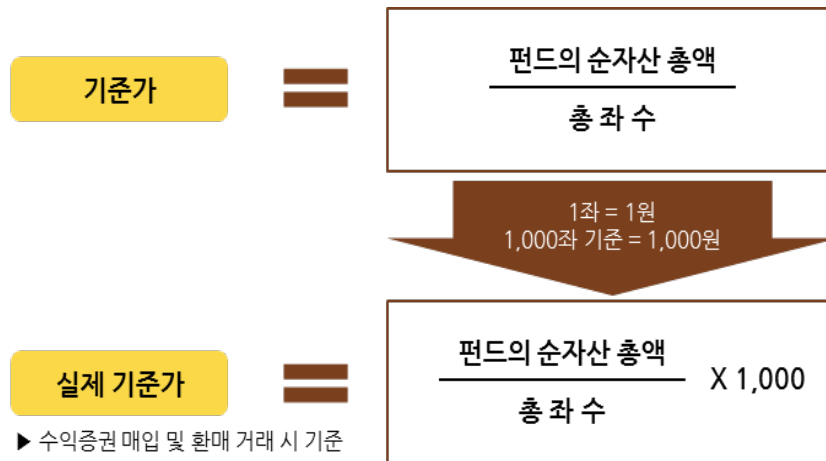 기준가
펀드의 순자산 총액
총 좌 수
1좌 = 1원
1,000좌 기준 = 1,000원
실제 기준가
펀드의 순자산 총액
총 좌 수
X 1,000
▶ 수익증권 매입 및 환매 거래 시 기준